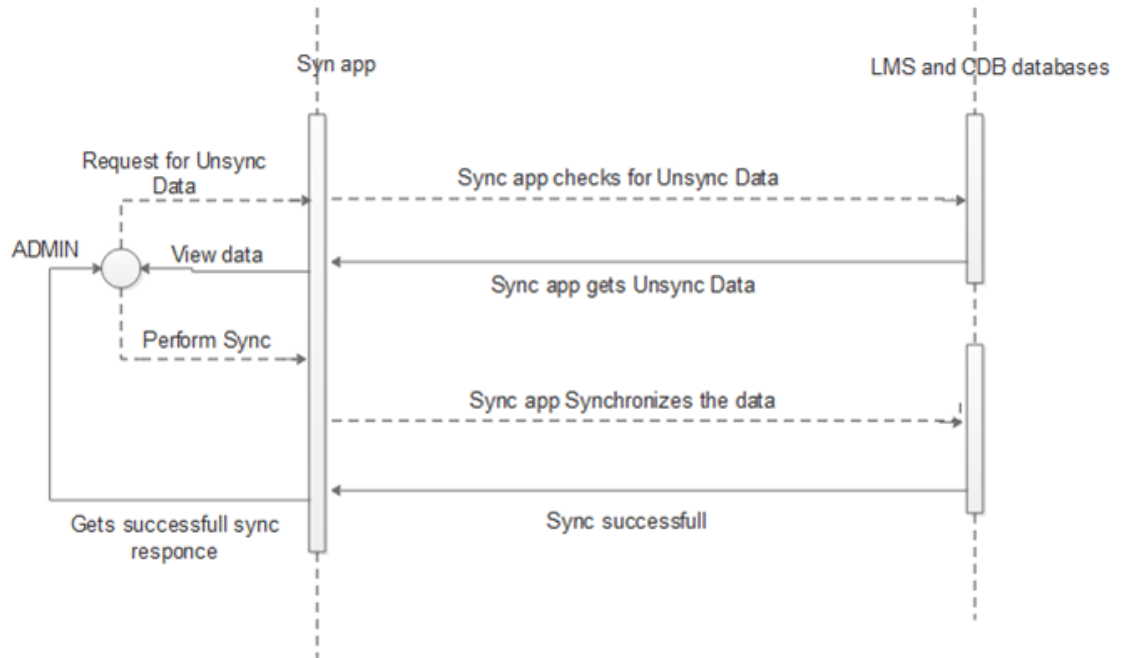 Syn app
LMS and CDB databases
Request for Unsync
Data
Sync app checks for Unsync Data
ADMIN
View data
Sync app gets Unsync Data
Perform Sync
Sync app Synchronizes the data
Gets successfull sync
responce
Sync successfull